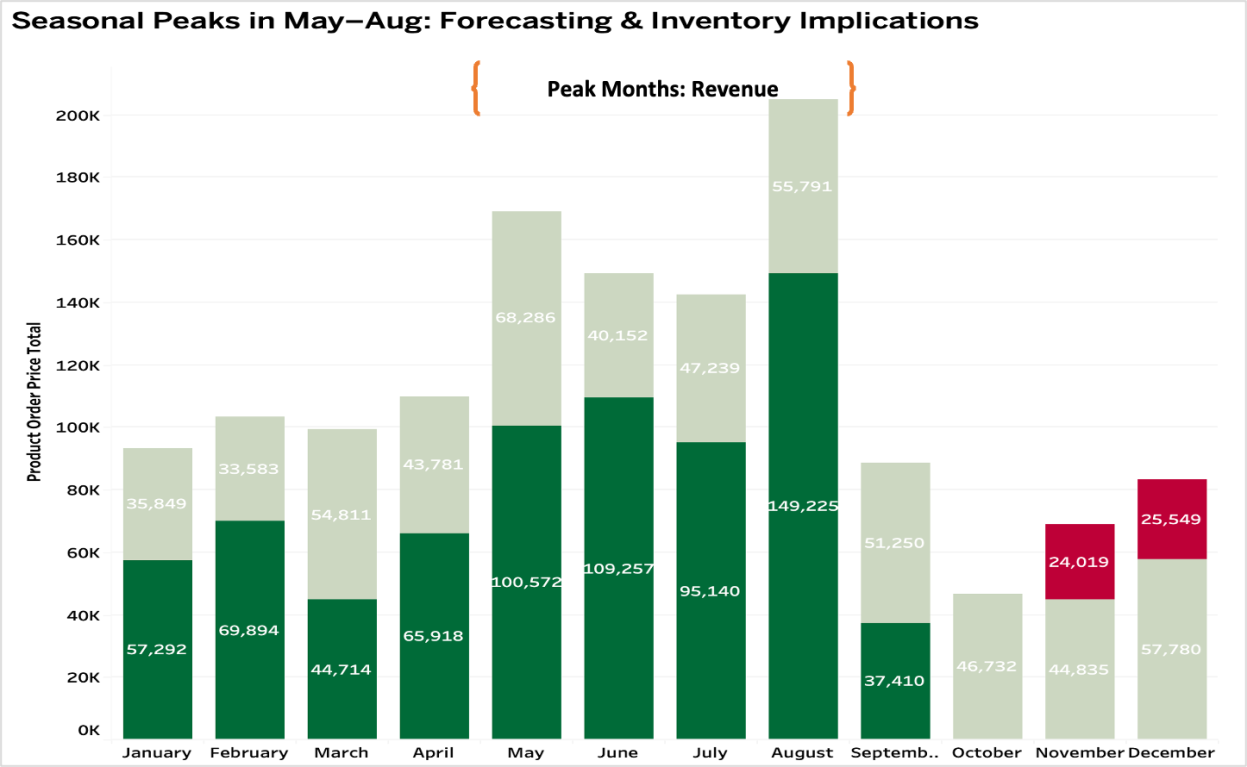 Seasonal Peaks in May–Aug: Forecasting & Inventory Implications
Peak Months: Revenue
Product Order Price Total
200K
180K
160K
140K
120K
100K
80K
60K
40K
20K
0K
35,849
57,292
33,583
69,894
54,811
44,714
43,781
65,918
68,286
100,572
40,152
109,257
47,239
95,140
55,791
149,225
51,250
37,410
46,732
24,019
44,835
25,549
57,780
January February March April May June July August Septemb.. October November December